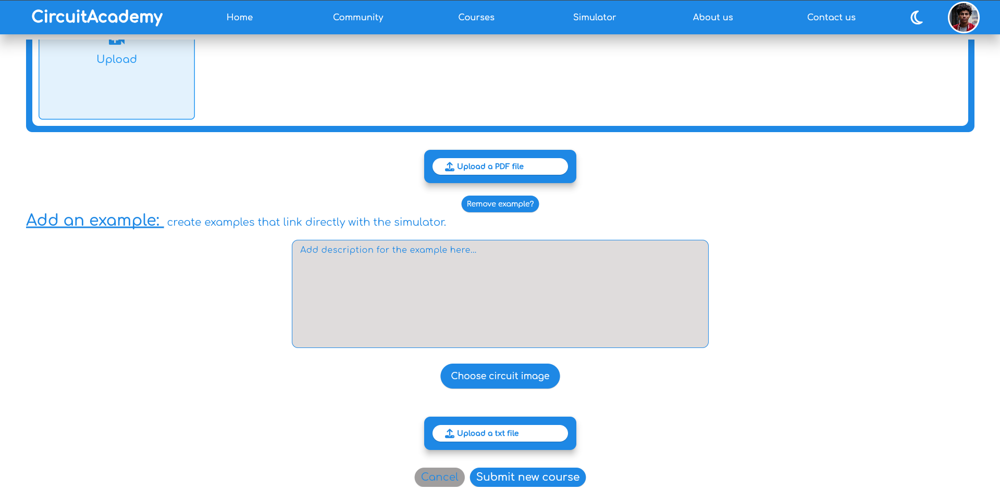 CircuitAcademy Home Community Courses Simulator About us Contact us
Upload
Upload a PDF file
Remove example?
Add an example: create examples that link directly with the simulator.
Add description for the example here...
Choose circuit image
Upload a txt file
Cancel Submit new course